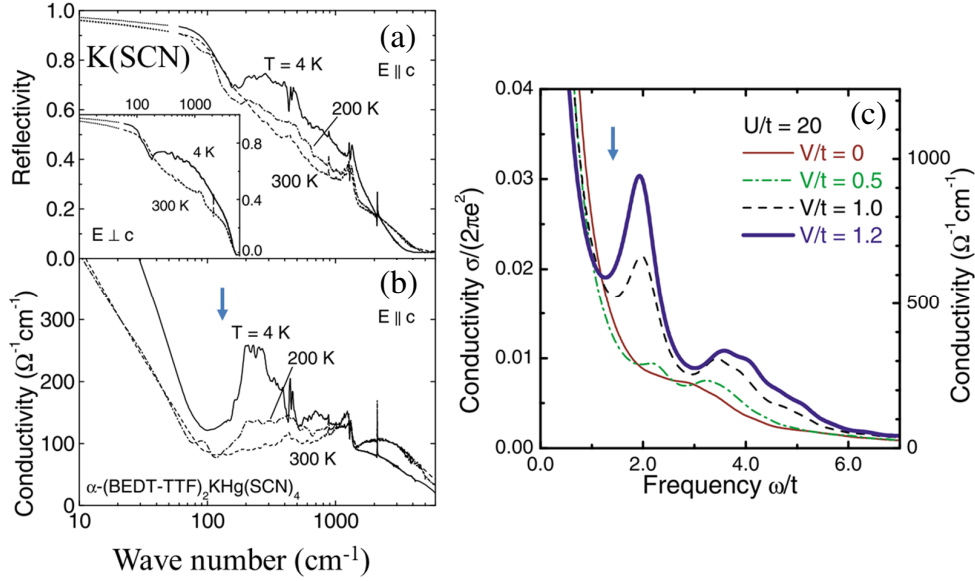 (a)
K(SCN)
E || c
T = 4 K
200 K
300 K
1.0
0.8
0.6
0.4
0.2
0.0
Reflectivity
100 1000
4 K
300 K
E ⊥ c
0.8
0.6
0.4
0.2
0.0
(b)
E || c
T = 4 K
200 K
300 K
α-(BEDT-TTF)2KHg(SCN)4
300
200
100
0
Conductivity (Ω-1cm-1)
10 100 1000
Wave number (cm-1)
(c)
U/t = 20
V/t = 0
V/t = 0.5
V/t = 1.0
V/t = 1.2
0.04
0.03
0.02
0.01
0.00
Conductivity σ/(2πe2)
1000
500
0
Conductivity (Ω-1cm-1)
0.0 2.0 4.0 6.0
Frequency ω/t